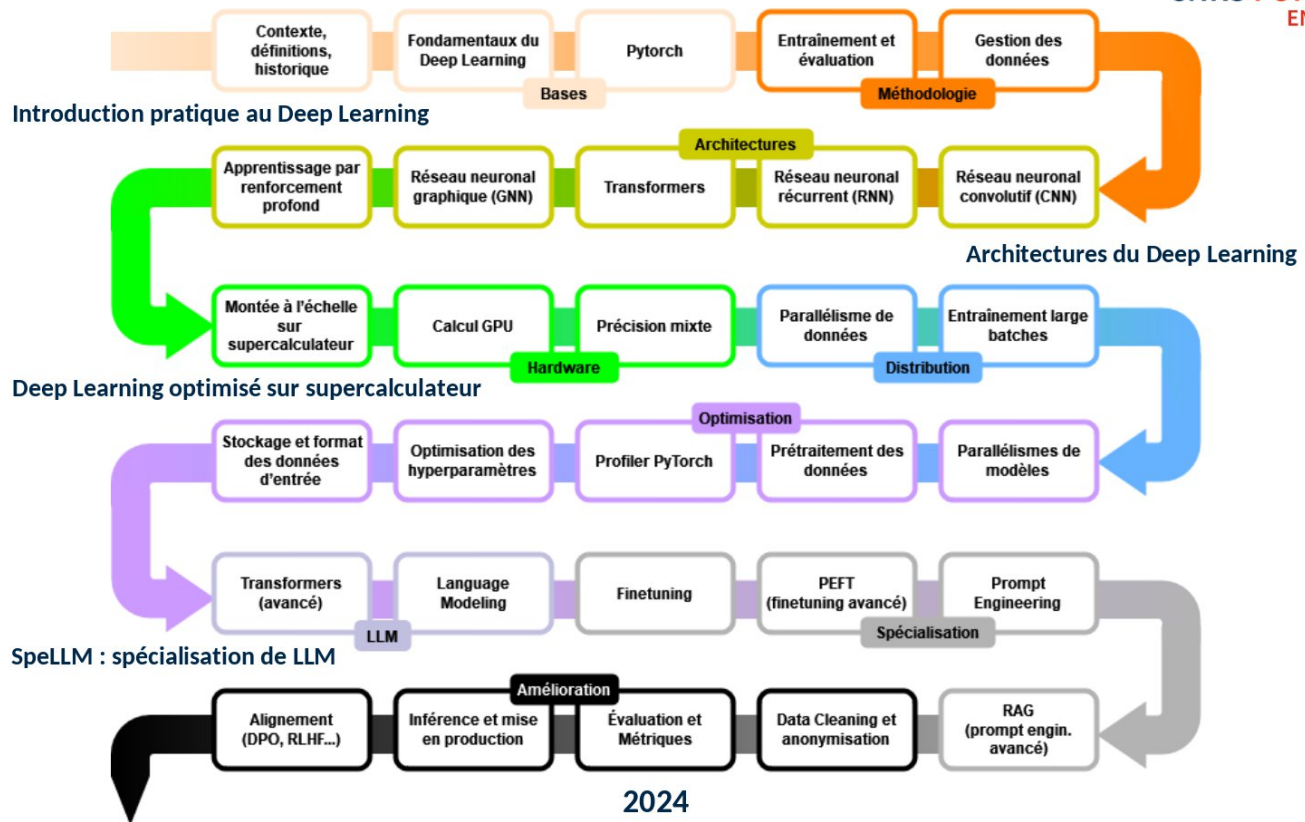 Contexte,
définitions,
historique
Fondamentaux du
Deep Learning
Pytorch
Entraînement et
évaluation
Gestion des
données
Bases
Méthodologie
Introduction pratique au Deep Learning
Architectures
Apprentissage par
renforcement
profond
Réseau neuronal
graphique (GNN)
Transformers
Réseau neuronal
récurrent (RNN)
Réseau neuronal
convolutif (CNN)
Architectures du Deep Learning
Montée à l'échelle
sur
supercalculateur
Calcul GPU
Précision mixte
Parallélisme de
données
Entraînement large
batches
Hardware
Distribution
Deep Learning optimisé sur supercalculateur
Optimisation
Stockage et format
des données
d'entrée
Optimisation des
hyperparamètres
Profiler PyTorch
Prétraitement des
données
Parallélismes de
modèles
Transformers
(avancé)
Language
Modeling
Finetuning
PEFT
(finetuning avancé)
Prompt
Engineering
LLM
Spécialisation
SpeLLM : spécialisation de LLM
Amélioration
Alignement
(DPO, RLHF...)
Inférence et mise
en production
Évaluation et
Métriques
Data Cleaning et
anonymisation
RAG
(prompt engin.
avancé)
2024